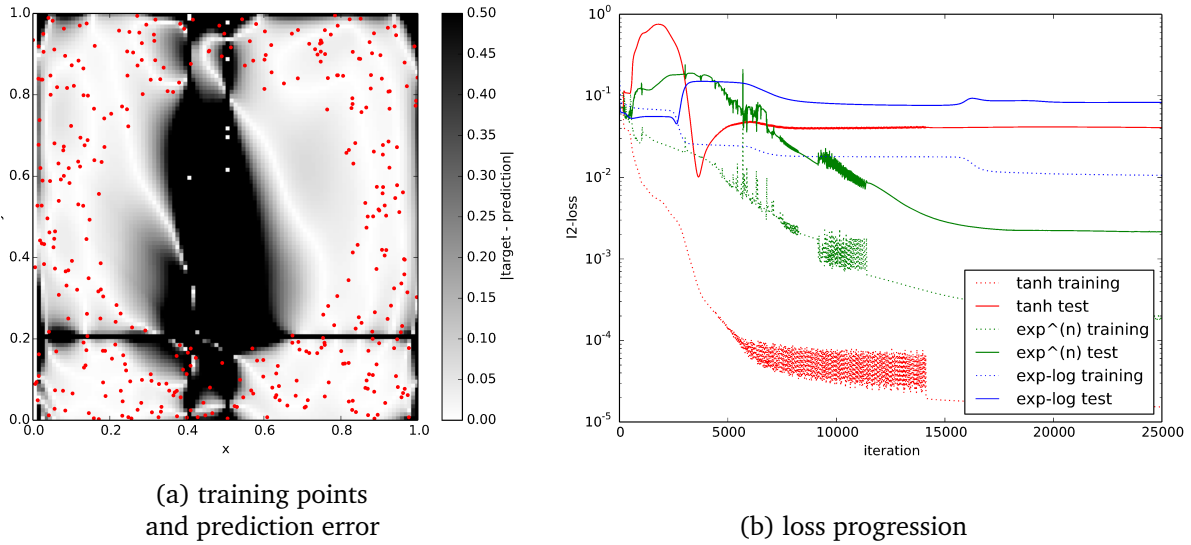 1.0
0.8
0.6
0.4
0.2
0.0
0.0 0.2 0.4 0.6 0.8 1.0
x
0.50
0.45
0.40
0.35
0.30
0.25
0.20
0.15
0.10
0.05
0.00
|target - prediction|
(a) training points
and prediction error
10^0
10^-1
10^-2
10^-3
10^-4
10^-5
l2-loss
0 5000 10000 15000 20000 25000
iteration
tanh training
tanh test
exp^(n) training
exp^(n) test
exp-log training
exp-log test
(b) loss progression